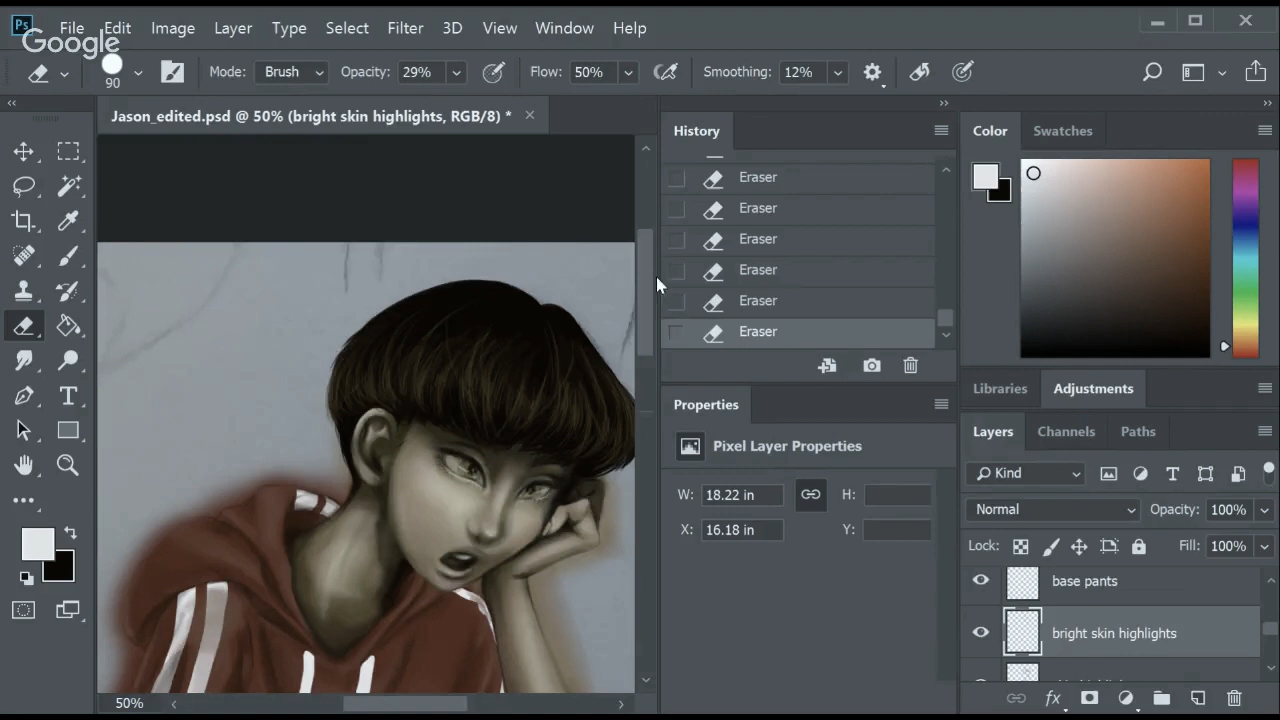 Ps File Edit Image Layer Type Select Filter 3D View Window Help
Google
90 Mode: Brush Opacity: 29% Flow: 50% Smoothing: 12%
Jason_edited.psd @ 50% (bright skin highlights, RGB/8) *
History
Eraser
Eraser
Eraser
Eraser
Eraser
Eraser
Properties
Pixel Layer Properties
W: 18.22 in H:
X: 16.18 in Y:
Color Swatches
Libraries Adjustments
Layers Channels Paths
Kind
Normal Opacity: 100%
Lock: Fill: 100%
base pants
bright skin highlights
fx
50%